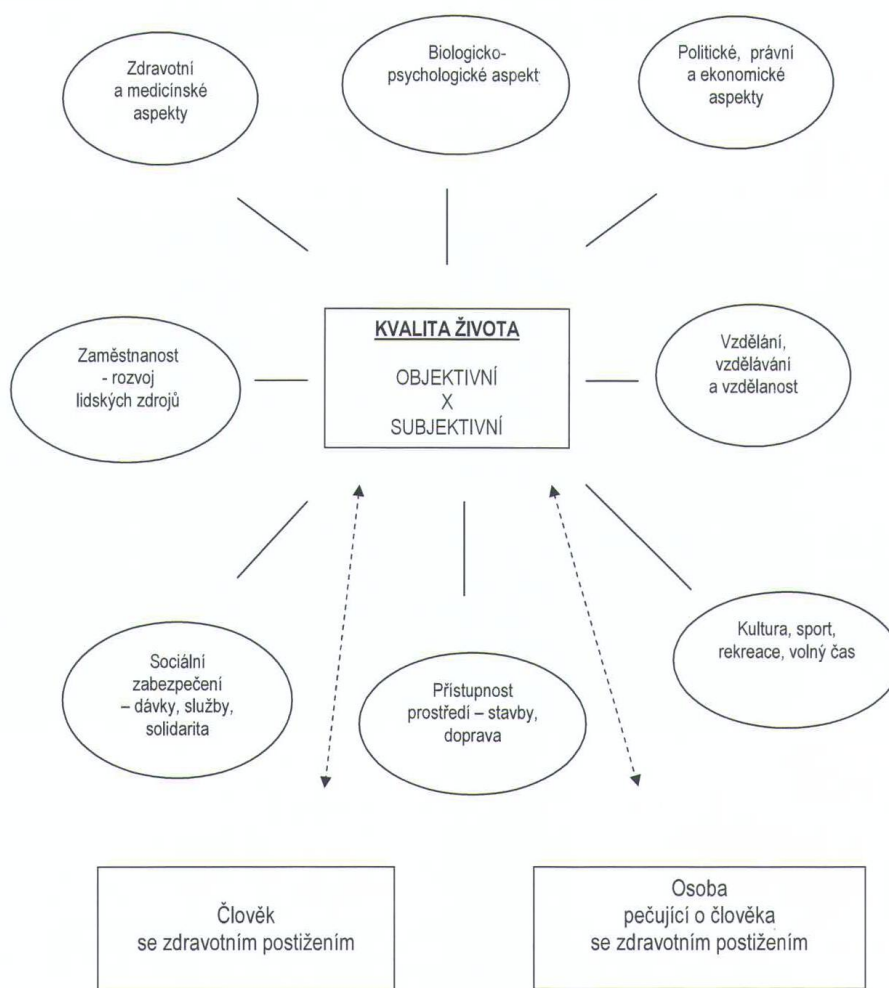 Zdravotní
a medicínské
aspekty
Biologicko-
psychologické aspekt
Politické, právní
a ekonomické
aspekty
Zaměstnanost
- rozvoj
lidských zdrojů
KVALITA ŽIVOTA
OBJEKTIVNÍ
X
SUBJEKTIVNÍ
Vzdělání,
vzdělávání
a vzdělanost
Sociální
zabezpečení
– dávky, služby,
solidarita
Přístupnost
prostředí – stavby,
doprava
Kultura, sport,
rekreace, volný čas
Člověk
se zdravotním postižením
Osoba
pečující o člověka
se zdravotním postižením